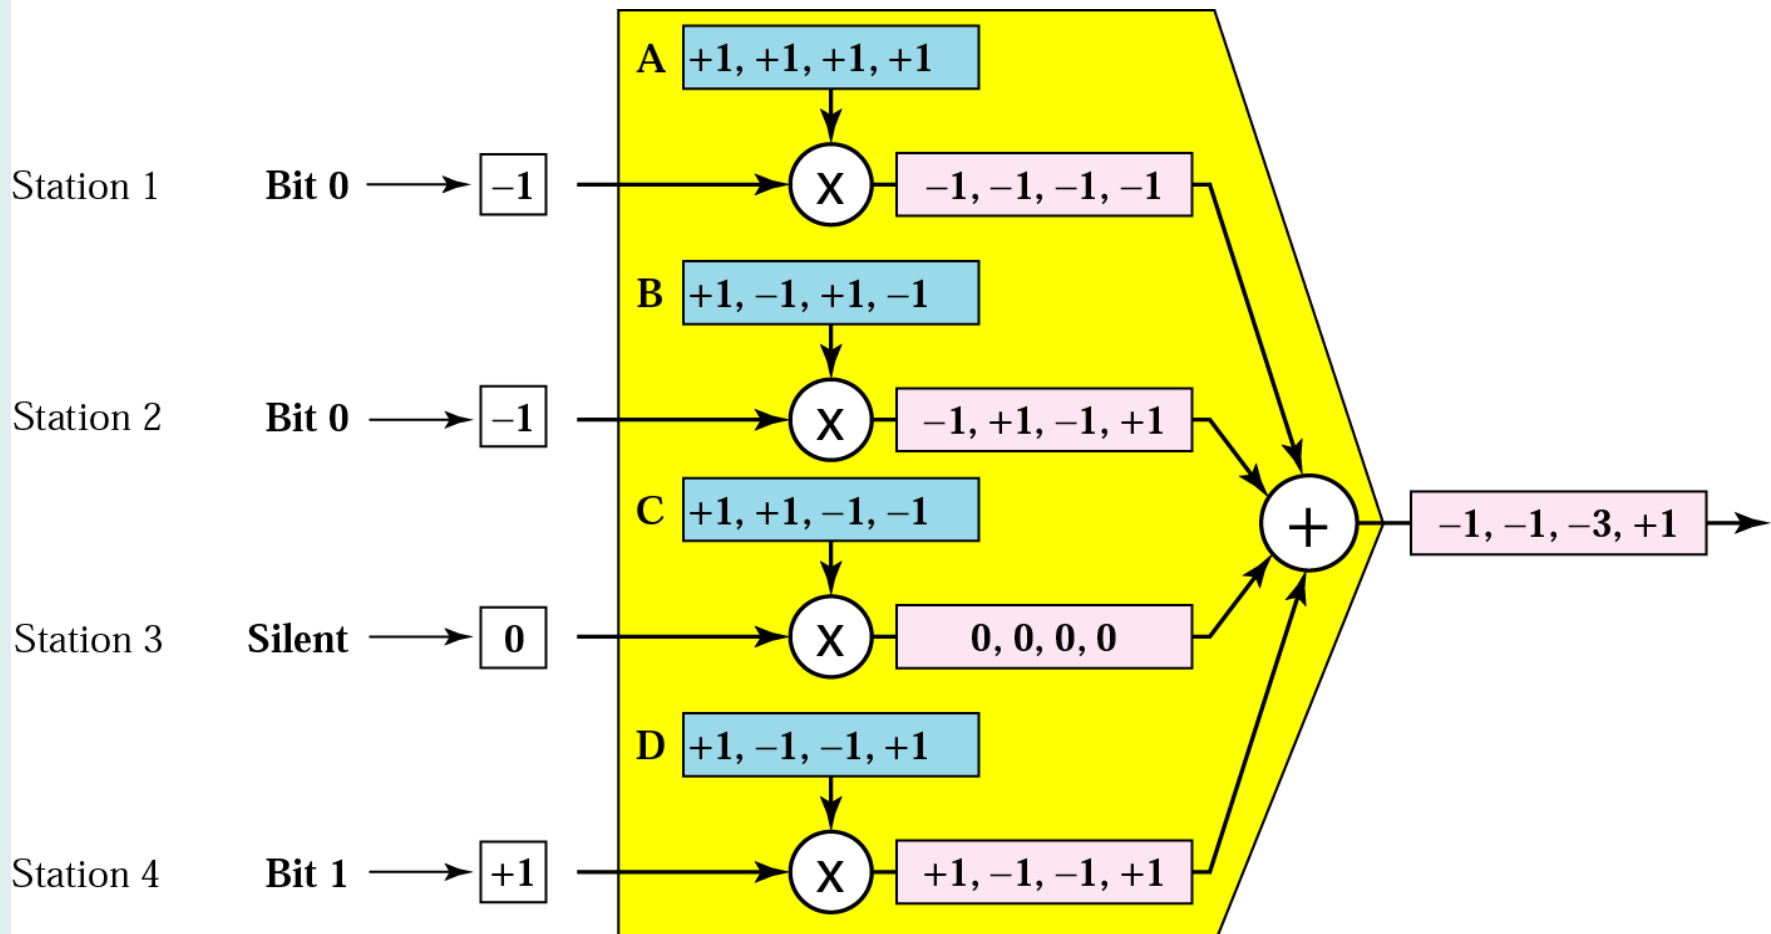 A +1, +1, +1, +1
Station 1 Bit 0 –1 X –1, –1, –1, –1
B +1, –1, +1, –1
Station 2 Bit 0 –1 X –1, +1, –1, +1
C +1, +1, –1, –1
+ –1, –1, –3, +1
Station 3 Silent 0 X 0, 0, 0, 0
D +1, –1, –1, +1
Station 4 Bit 1 +1 X +1, –1, –1, +1